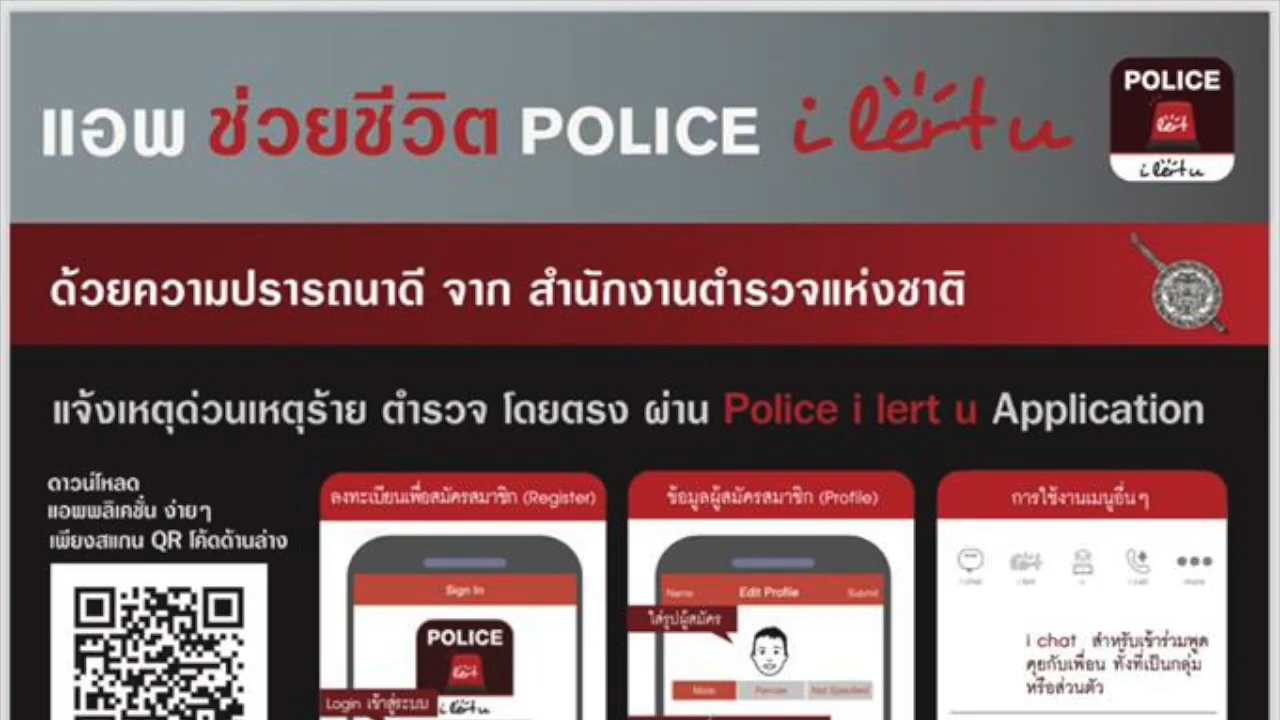 แอพ ช่วยชีวิต POLICE i lert u
POLICE
lert
i lert u
ด้วยความปรารถนาดี จาก สำนักงานตำรวจแห่งชาติ
แจ้งเหตุด่วนเหตุร้าย ตำรวจ โดยตรง ผ่าน Police i lert u Application
ดาวน์โหลด
แอพพลิเคชั่น ง่ายๆ
เพียงสแกน QR โค้ดด้านล่าง
ลงทะเบียนเพื่อสมัครสมาชิก (Register)
Sign In
POLICE
lert
i lert u
Login เข้าสู่ระบบ
ข้อมูลผู้สมัครสมาชิก (Profile)
Name Edit Profile Submit
ใส่รูปผู้สมัคร
Male Female Not Specified
การใช้งานเมนูอื่นๆ
i chat i lert u i call more
i chat สำหรับเข้าร่วมพูด
คุยกับเพื่อน ทั้งที่เป็นกลุ่ม
หรือส่วนตัว